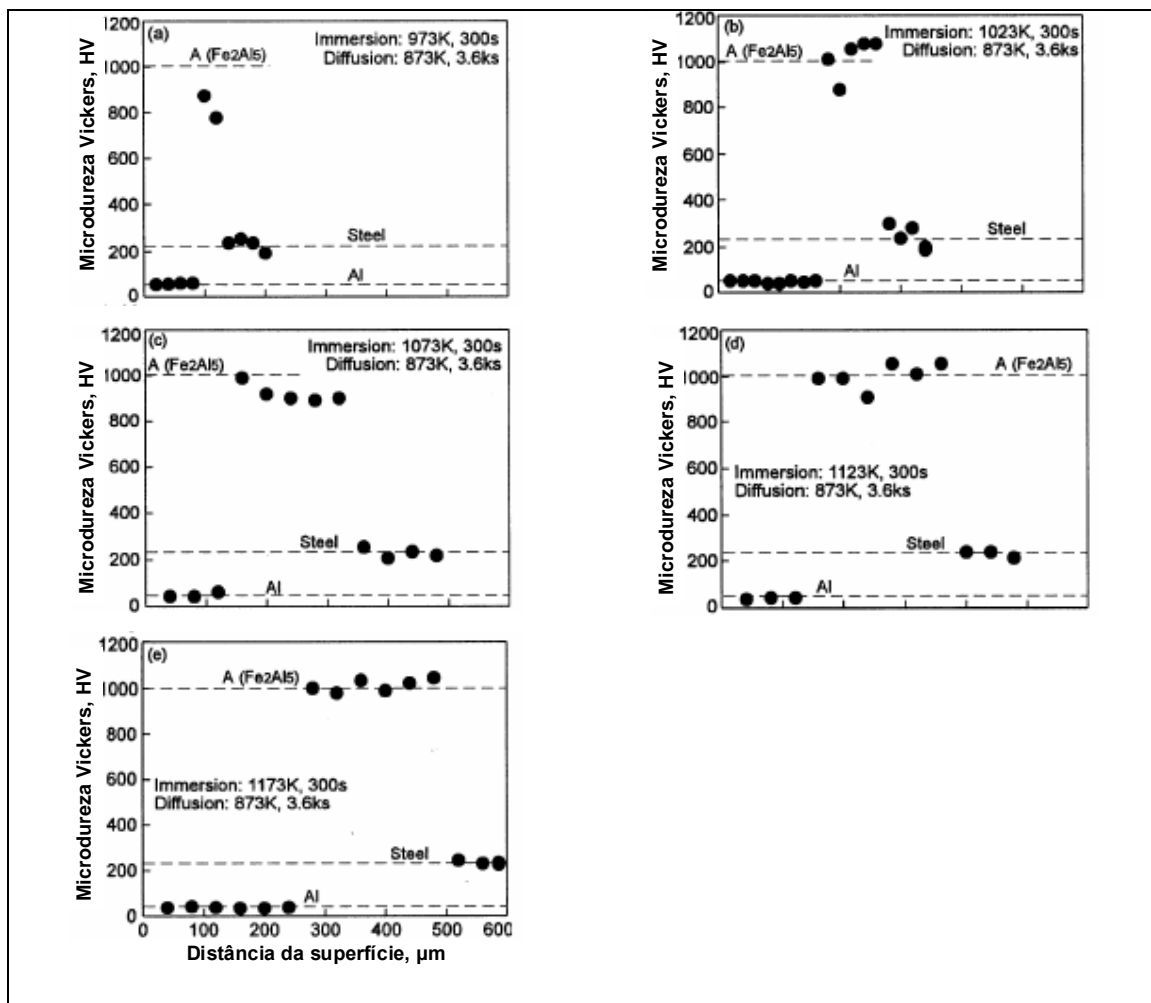 (a)
Immersion: 973K, 300s
Diffusion: 873K, 3.6ks
A (Fe2Al5)
Steel
Al
Microdureza Vickers, HV
1200
1000
800
600
400
200
0
(b)
Immersion: 1023K, 300s
Diffusion: 873K, 3.6ks
A (Fe2Al5)
Steel
Al
Microdureza Vickers, HV
1200
1000
800
600
400
200
0
(c)
Immersion: 1073K, 300s
Diffusion: 873K, 3.6ks
A (Fe2Al5)
Steel
Al
Microdureza Vickers, HV
1200
1000
800
600
400
200
0
(d)
A (Fe2Al5)
Immersion: 1123K, 300s
Diffusion: 873K, 3.6ks
Steel
Al
Microdureza Vickers, HV
1200
1000
800
600
400
200
0
(e)
A (Fe2Al5)
Immersion: 1173K, 300s
Diffusion: 873K, 3.6ks
Steel
Al
Microdureza Vickers, HV
1200
1000
800
600
400
200
0
0 100 200 300 400 500 600
Distância da superfície, µm